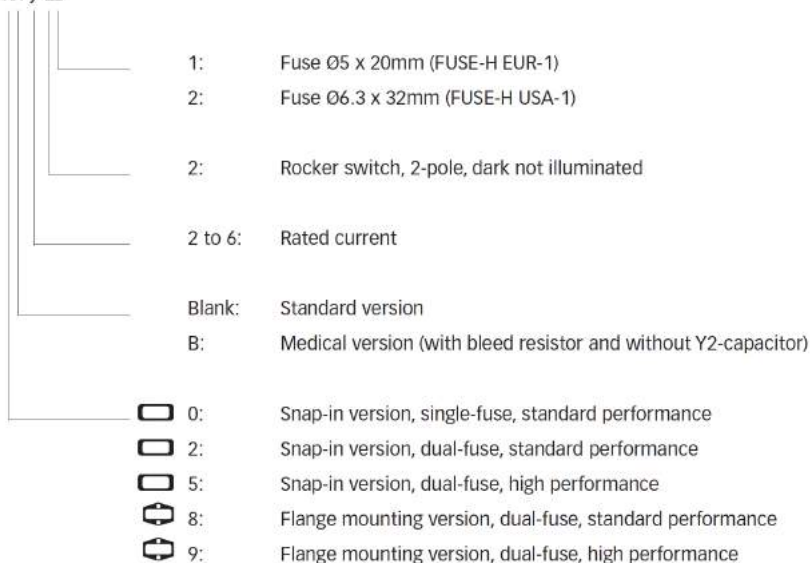 1: Fuse Ø5 x 20mm (FUSE-H EUR-1)
2: Fuse Ø6.3 x 32mm (FUSE-H USA-1)
2: Rocker switch, 2-pole, dark not illuminated
2 to 6: Rated current
Blank: Standard version
B: Medical version (with bleed resistor and without Y2-capacitor)
0: Snap-in version, single-fuse, standard performance
2: Snap-in version, dual-fuse, standard performance
5: Snap-in version, dual-fuse, high performance
8: Flange mounting version, dual-fuse, standard performance
9: Flange mounting version, dual-fuse, high performance